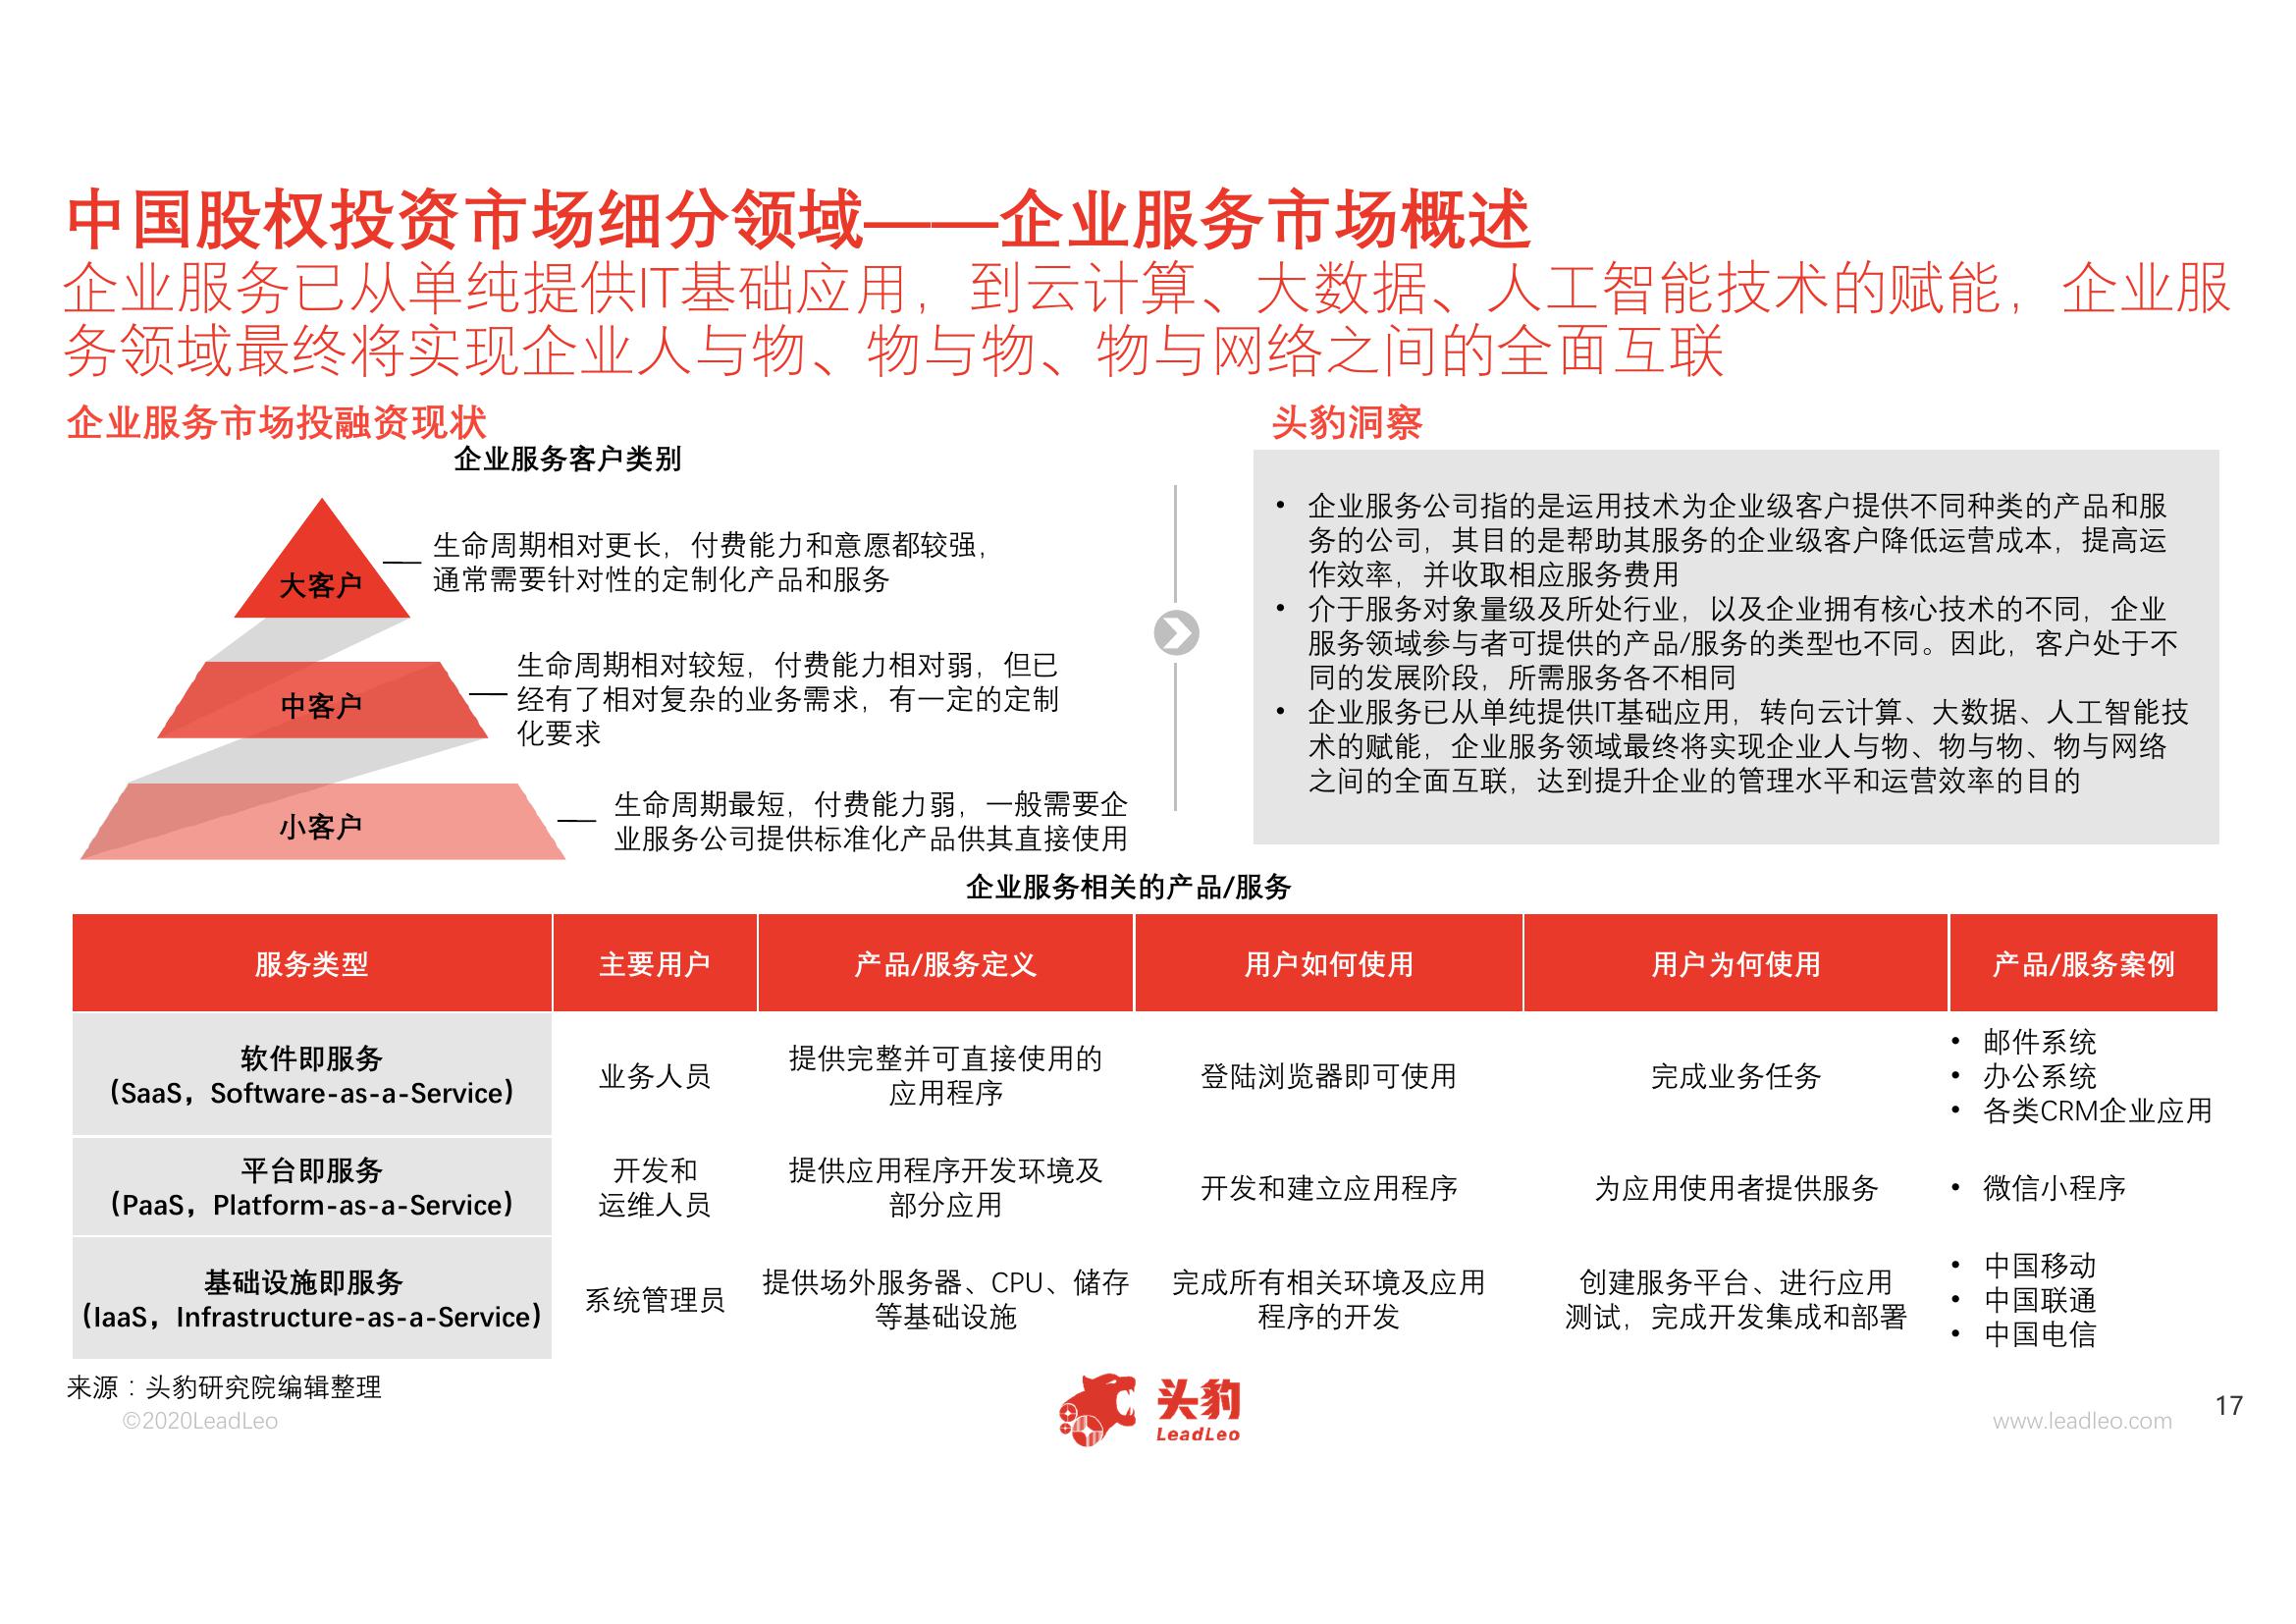 中国股权投资市场细分领域——企业服务市场概述
企业服务已从单纯提供IT基础应用，到云计算、大数据、人工智能技术的赋能，企业服
务领域最终将实现企业人与物、物与物、物与网络之间的全面互联
企业服务市场投融资现状
企业服务客户类别
大客户
生命周期相对更长，付费能力和意愿都较强，
通常需要针对性的定制化产品和服务
中客户
生命周期相对较短，付费能力相对弱，但已
经有了相对复杂的业务需求，有一定的定制
化要求
小客户
生命周期最短，付费能力弱，一般需要企
业服务公司提供标准化产品供其直接使用
头豹洞察
• 企业服务公司指的是运用技术为企业级客户提供不同种类的产品和服
务的公司，其目的是帮助其服务的企业级客户降低运营成本，提高运
作效率，并收取相应服务费用
• 介于服务对象量级及所处行业，以及企业拥有核心技术的不同，企业
服务领域参与者可提供的产品/服务的类型也不同。因此，客户处于不
同的发展阶段，所需服务各不相同
• 企业服务已从单纯提供IT基础应用，转向云计算、大数据、人工智能技
术的赋能，企业服务领域最终将实现企业人与物、物与物、物与网络
之间的全面互联，达到提升企业的管理水平和运营效率的目的
企业服务相关的产品/服务
服务类型 主要用户 产品/服务定义 用户如何使用 用户为何使用 产品/服务案例
软件即服务
（SaaS，Software-as-a-Service）
业务人员
提供完整并可直接使用的
应用程序
登陆浏览器即可使用
完成业务任务
• 邮件系统
• 办公系统
• 各类CRM企业应用
平台即服务
（PaaS，Platform-as-a-Service）
开发和
运维人员
提供应用程序开发环境及
部分应用
开发和建立应用程序
为应用使用者提供服务
• 微信小程序
基础设施即服务
（IaaS，Infrastructure-as-a-Service）
系统管理员
提供场外服务器、CPU、储存
等基础设施
完成所有相关环境及应用
程序的开发
创建服务平台、进行应用
测试，完成开发集成和部署
• 中国移动
• 中国联通
• 中国电信
来源：头豹研究院编辑整理
©2020LeadLeo
头豹
LeadLeo
www.leadleo.com
17